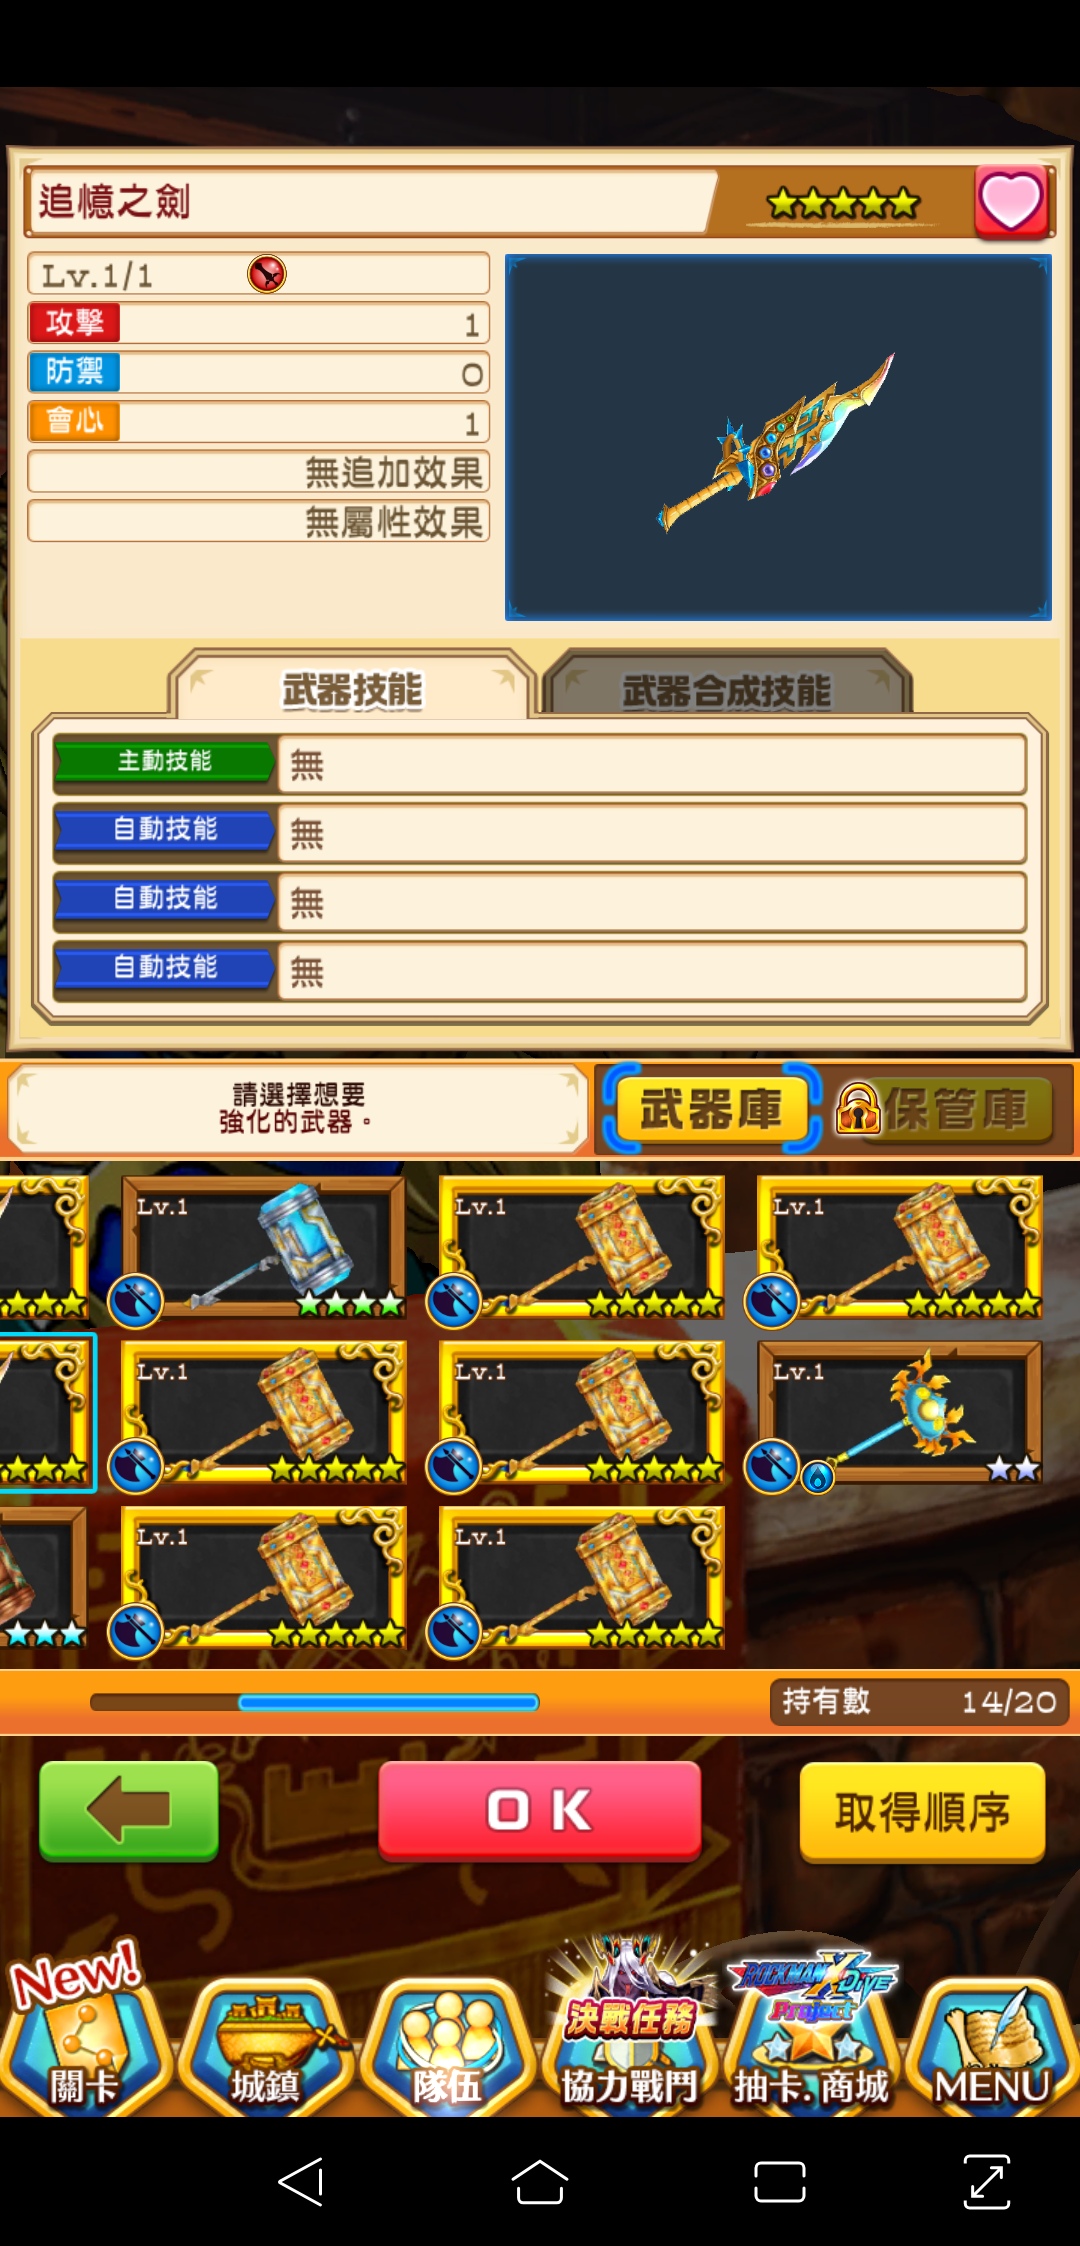 追憶之劍
Lv.1/1
攻擊 1
防禦 0
會心 1
無追加效果
無屬性效果
武器技能 武器合成技能
主動技能 無
自動技能 無
自動技能 無
自動技能 無
請選擇想要
強化的武器。
武器庫 保管庫
Lv.1 Lv.1 Lv.1
Lv.1 Lv.1 Lv.1
Lv.1 Lv.1
持有數 14/20
OK 取得順序
New!
ROCKMAN X DiVE
Project
決戰任務
關卡 城鎮 隊伍 協力戰鬥 抽卡.商城 MENU